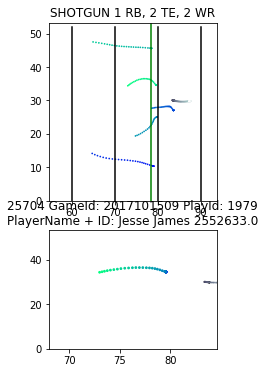 SHOTGUN 1 RB, 2 TE, 2 WR
50
40
30
20
10
0
60 70 80 90
25704 GameId: 2017101509 PlayId: 1979
PlayerName + ID: Jesse James 2552633.0
40
20
0
70 80